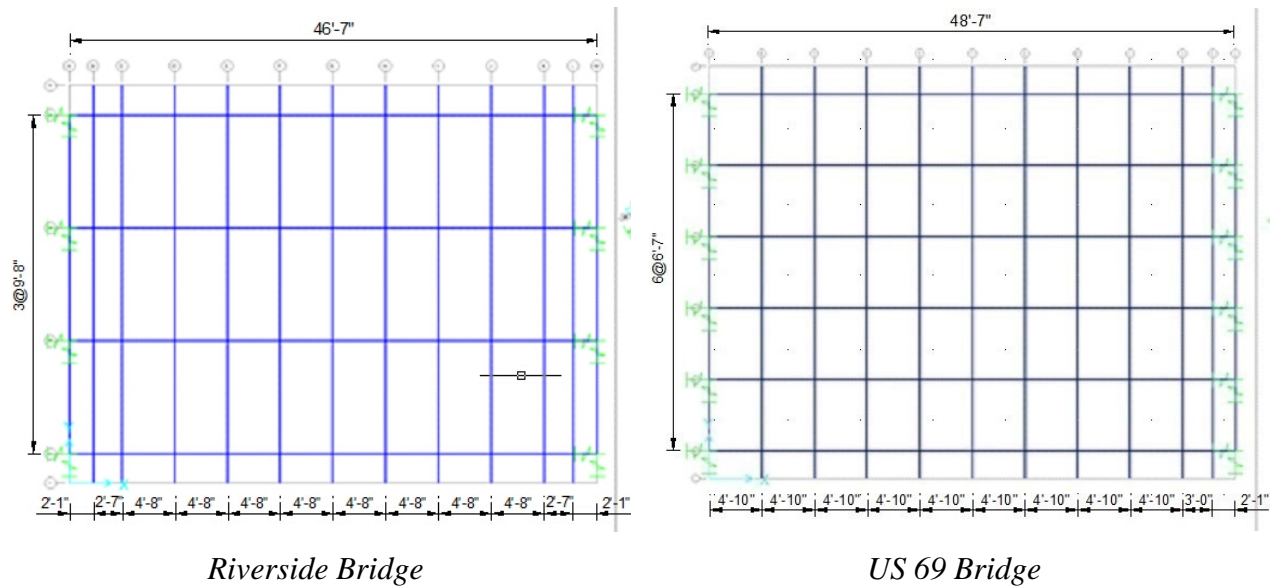 46'-7"
3@9'-8"
2'-1" 2'-7" 4'-8" 4'-8" 4'-8" 4'-8" 4'-8" 4'-8" 4'-8" 4'-8" 2'-7" 2'-1"
X
Riverside Bridge
48'-7"
6@6'-7"
4'-10" 4'-10" 4'-10" 4'-10" 4'-10" 4'-10" 4'-10" 4'-10" 4'-10" 3'-0" 2'-1"
X
US 69 Bridge